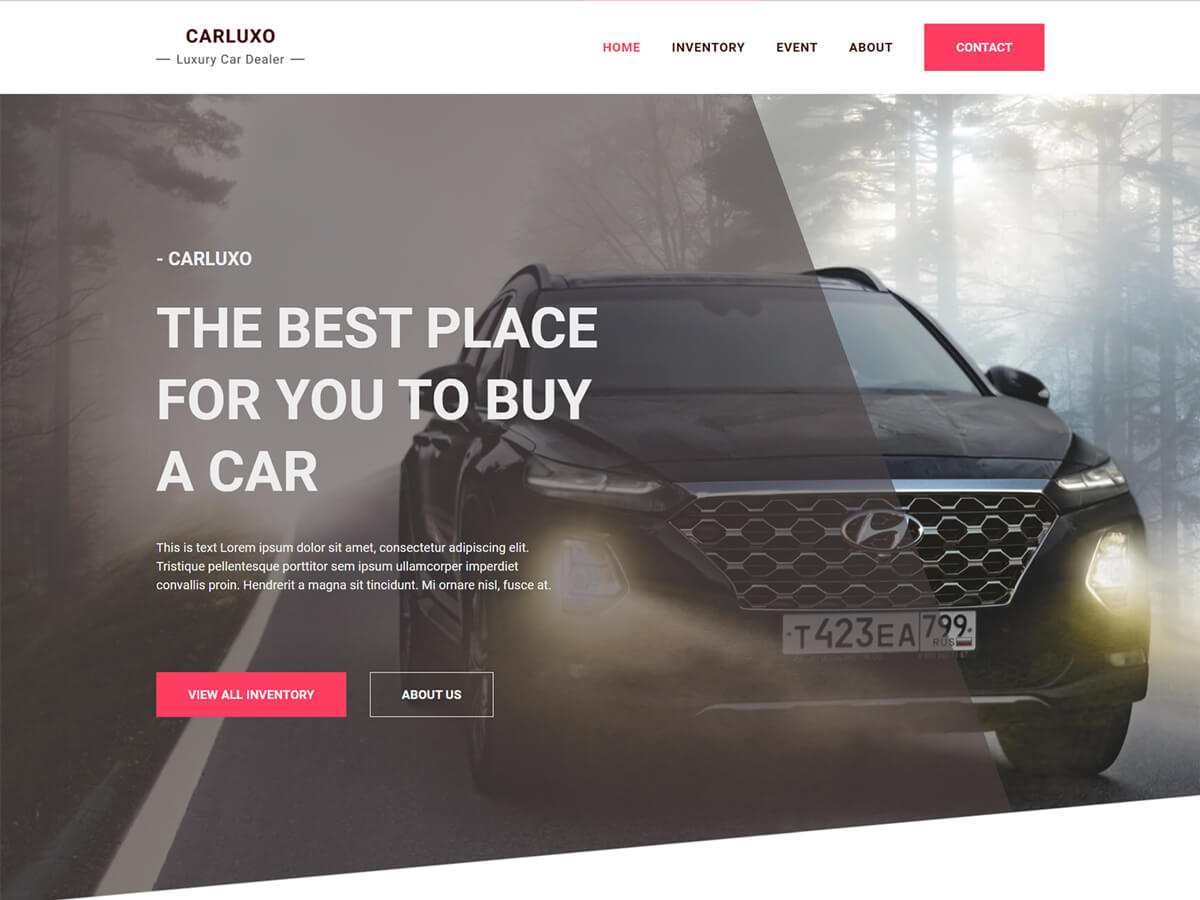 CARLUXO
— Luxury Car Dealer —
HOME INVENTORY EVENT ABOUT CONTACT
- CARLUXO
THE BEST PLACE
FOR YOU TO BUY
A CAR
This is text Lorem ipsum dolor sit amet, consectetur adipiscing elit.
Tristique pellentesque porttitor sem ipsum ullamcorper imperdiet
convallis proin. Hendrerit a magna sit tincidunt. Mi ornare nisl, fusce at.
T423EA 799
RUS
VIEW ALL INVENTORY ABOUT US